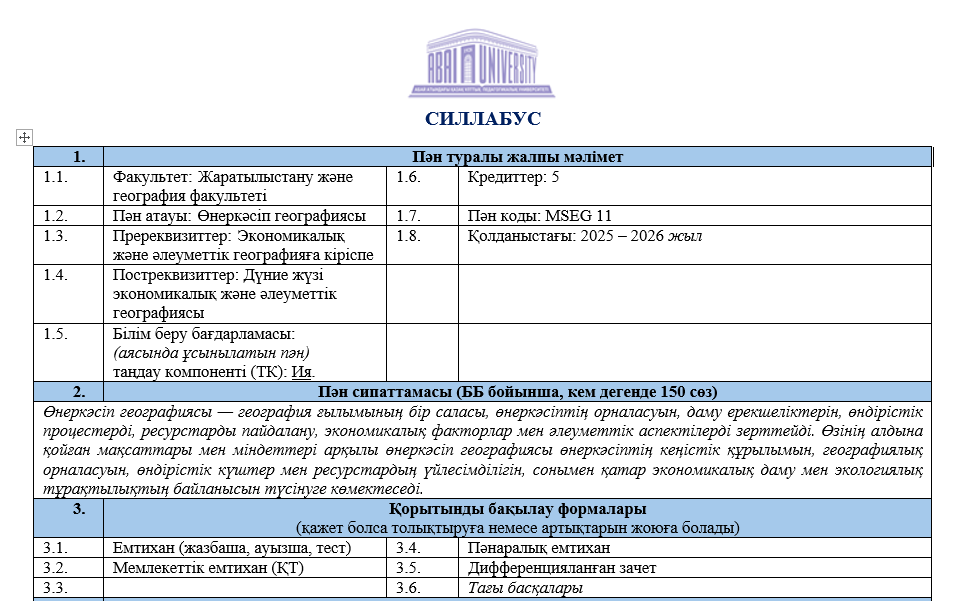 ABAI UNIVERSITY
АБАЙ АТЫНДАҒЫ ҚАЗАҚ ҰЛТТЫҚ ПЕДАГОГИКАЛЫҚ УНИВЕРСИТЕТІ
СИЛЛАБУС
1. Пән туралы жалпы мәлімет
1.1. Факультет: Жаратылыстану және 1.6. Кредиттер: 5
география факультеті
1.2. Пән атауы: Өнеркәсіп географиясы 1.7. Пән коды: MSEG 11
1.3. Пререквизиттер: Экономикалық 1.8. Қолданыстағы: 2025 – 2026 жыл
және әлеуметтік географияға кіріспе
1.4. Постреквизиттер: Дүние жүзі
экономикалық және әлеуметтік
географиясы
1.5. Білім беру бағдарламасы:
(аясында ұсынылатын пән)
таңдау компоненті (ТК): Ия.
2. Пән сипаттамасы (ББ бойынша, кем дегенде 150 сөз)
Өнеркәсіп географиясы — география ғылымының бір саласы, өнеркәсіптің орналасуын, даму ерекшеліктерін, өндірістік
процестерді, ресурстарды пайдалану, экономикалық факторлар мен әлеуметтік аспектілерді зерттейді. Өзінің алдына
қойған мақсаттары мен міндеттері арқылы өнеркәсіп географиясы өнеркәсіптің кеңістік құрылымын, географиялық
орналасуын, өндірістік күштер мен ресурстардың үйлесімділігін, сонымен қатар экономикалық даму мен экологиялық
тұрақтылықтың байланысын түсінуге көмектеседі.
3. Қорытынды бақылау формалары
(қажет болса толықтыруға немесе артықтарын жоюға болады)
3.1. Емтихан (жазбаша, ауызша, тест) 3.4. Пәнаралық емтихан
3.2. Мемлекеттік емтихан (ҚТ) 3.5. Дифференцияланған зачет
3.3. 3.6. Тағы басқалары